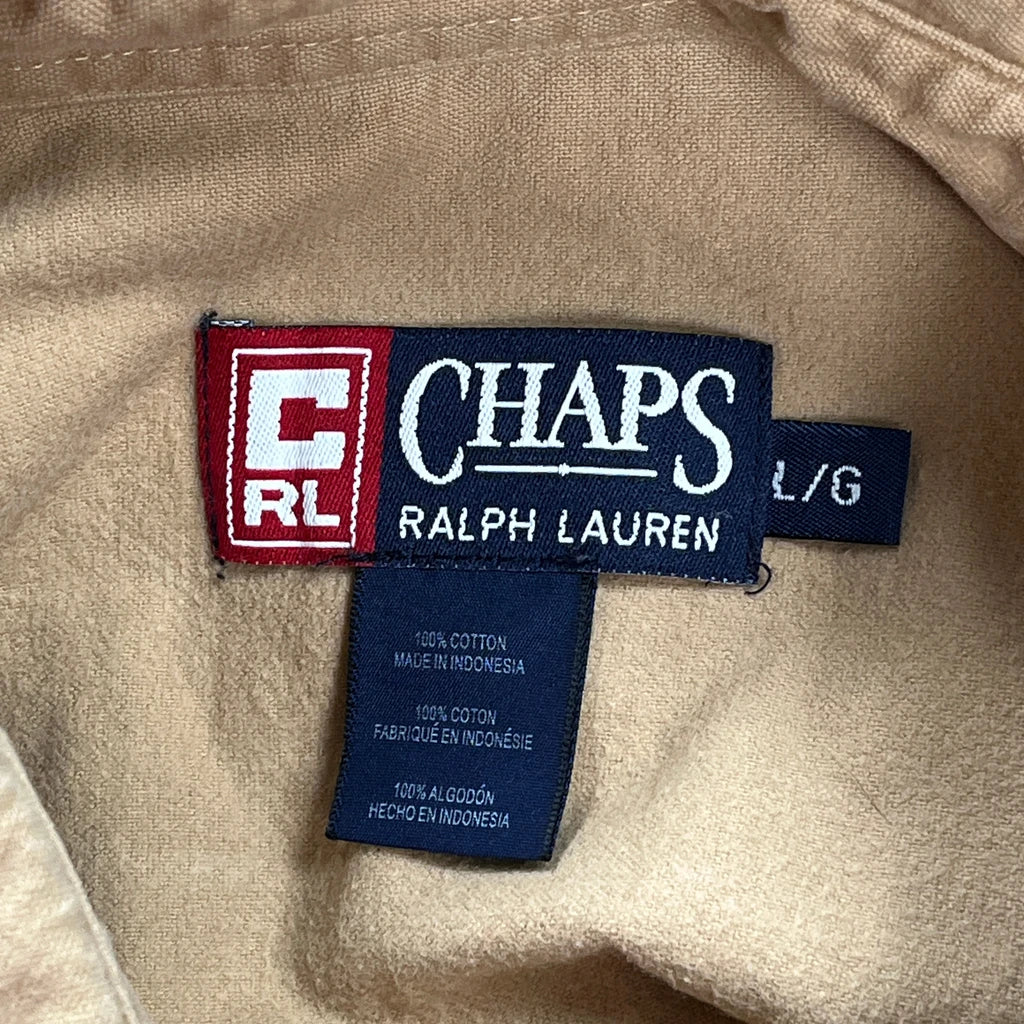 C
RL
CHAPS
RALPH LAUREN
L/G
100% COTTON
MADE IN INDONESIA
100% COTON
FABRIQUÉ EN INDONÉSIE
100% ALGODÓN
HECHO EN INDONESIA